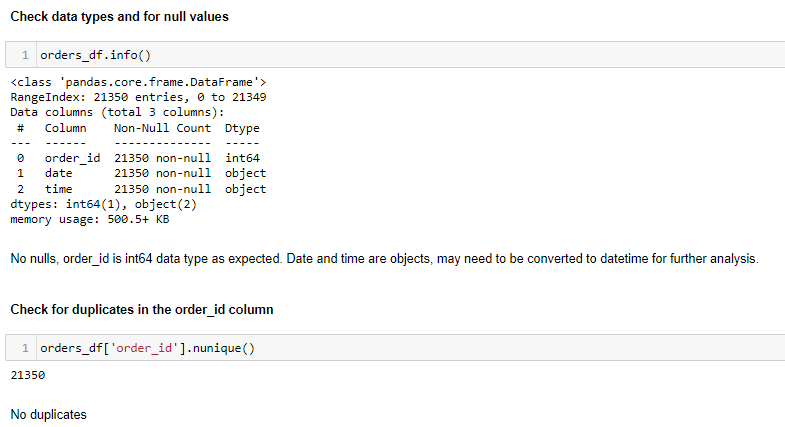 Check data types and for null values
1 orders_df.info()
<class 'pandas.core.frame.DataFrame'>
RangeIndex: 21350 entries, 0 to 21349
Data columns (total 3 columns):
 #   Column    Non-Null Count  Dtype
---  ------    --------------  -----
 0   order_id  21350 non-null  int64
 1   date      21350 non-null  object
 2   time      21350 non-null  object
dtypes: int64(1), object(2)
memory usage: 500.5+ KB
No nulls, order_id is int64 data type as expected. Date and time are objects, may need to be converted to datetime for further analysis.
Check for duplicates in the order_id column
1 orders_df['order_id'].nunique()
21350
No duplicates